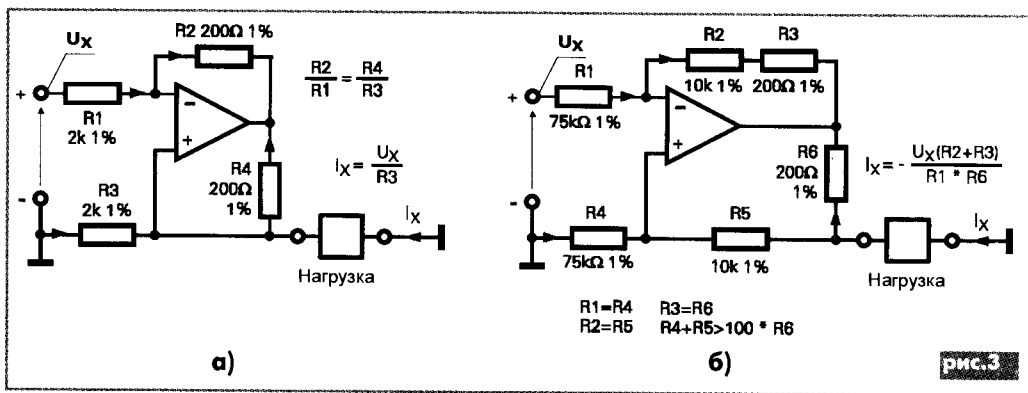 Ux
R2 200Ω 1%
R2
R1
=
R4
R3
+
R1
2k 1%
−
+
R4
200Ω
1%
Ix = Ux
R3
R3
2k 1%
-
Ix
Нагрузка
а)
Ux
R2
R3
10k 1%
200Ω 1%
+
R1
75kΩ 1%
−
+
R6
200Ω
1%
Ix = - Ux(R2+R3)
R1 * R6
-
R4
75kΩ 1%
R5
10k 1%
Ix
Нагрузка
R1=R4 R3=R6
R2=R5 R4+R5>100 * R6
б)
рис.3